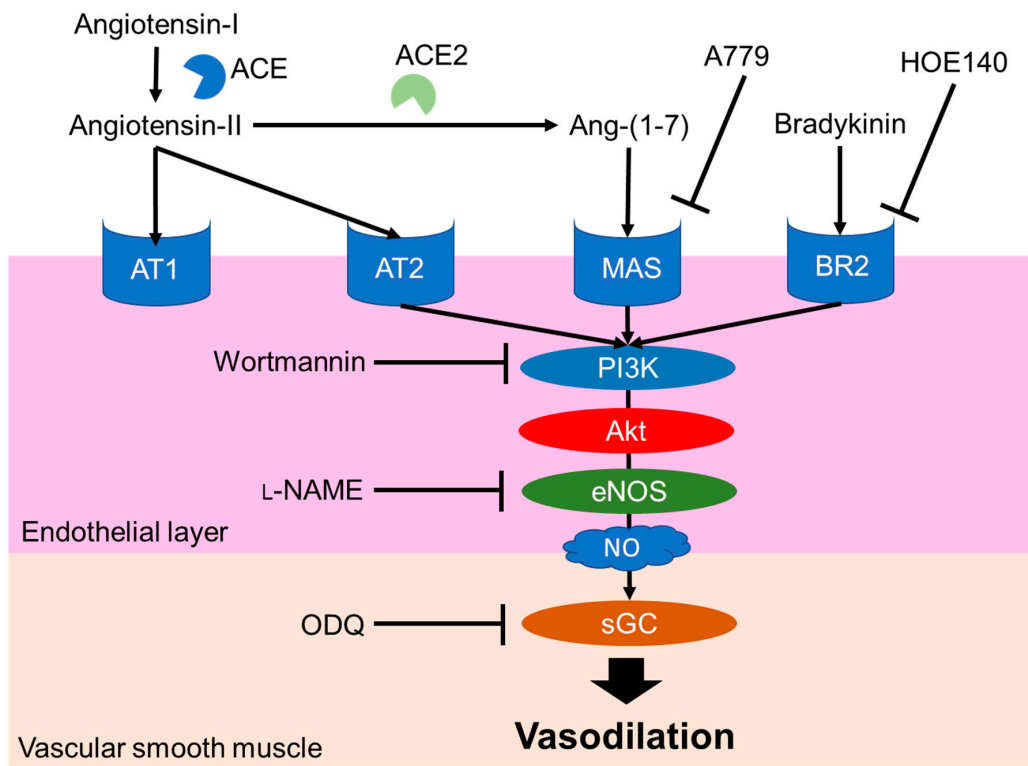 Angiotensin-I
ACE
ACE2
A779
HOE140
Angiotensin-II
Ang-(1-7)
Bradykinin
AT1
AT2
MAS
BR2
Wortmannin
PI3K
Akt
L-NAME
eNOS
Endothelial layer
NO
ODQ
sGC
Vasodilation
Vascular smooth muscle